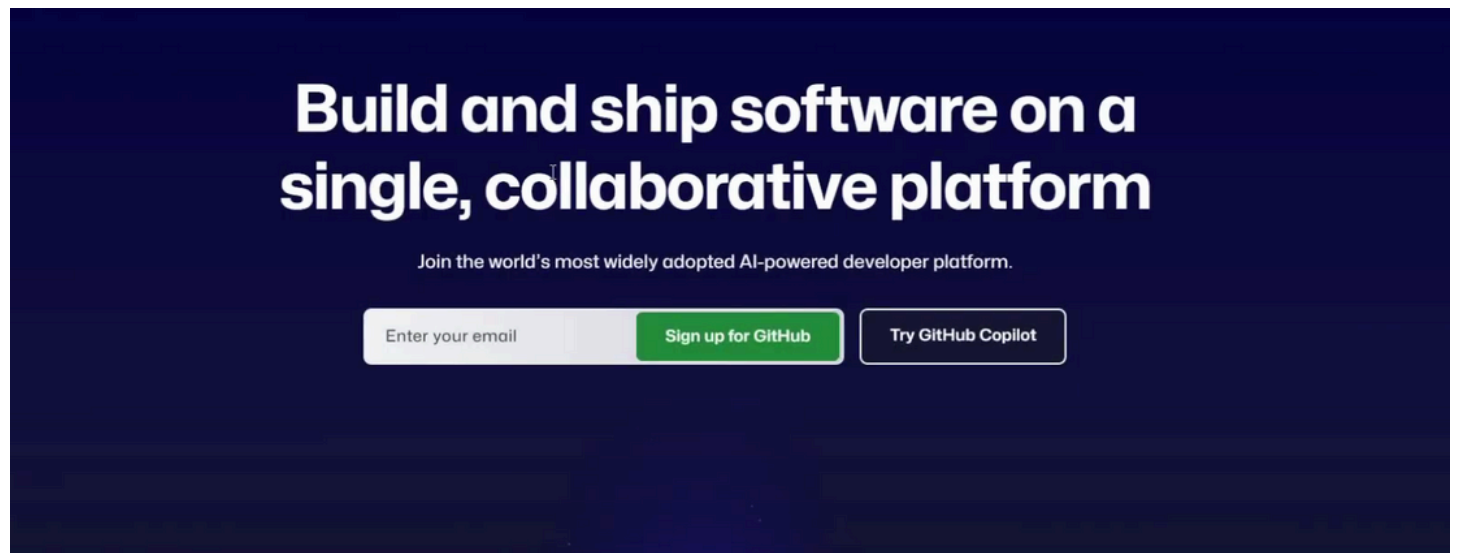 Build and ship software on a
single, collaborative platform
Join the world's most widely adopted AI-powered developer platform.
Enter your email
Sign up for GitHub
Try GitHub Copilot